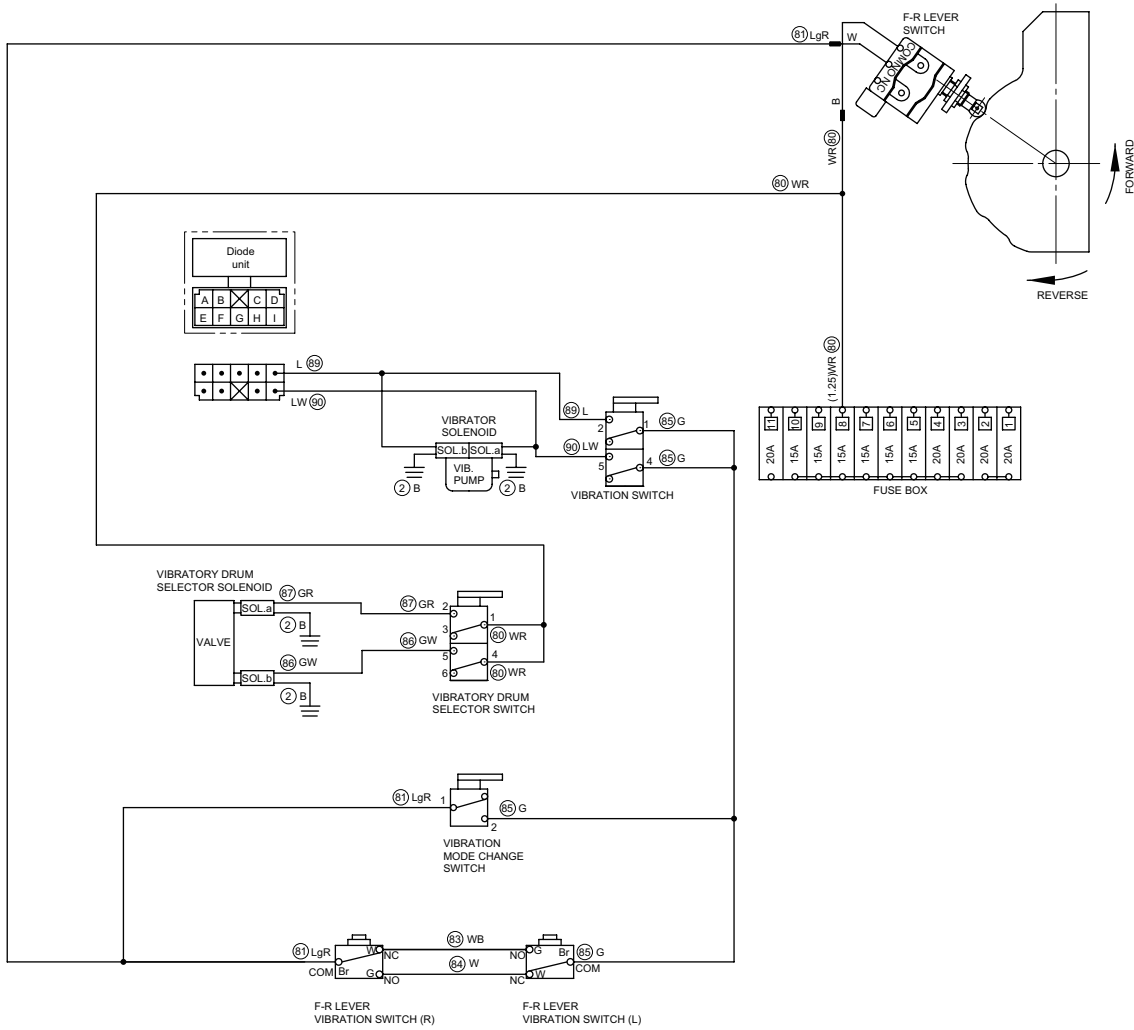 F-R LEVER
SWITCH
81 LgR
W
COM NO NC
B
WR 80
80 WR
FORWARD
REVERSE
Diode
unit
A B C D
E F G H I
L 89
LW 90
VIBRATOR
SOLENOID
SOL.b SOL.a
VIB.
PUMP
2 B
2 B
89 L
2
1
85 G
90 LW
5
4
85 G
VIBRATION SWITCH
(1.25)WR 80
11 10 9 8 7 6 5 4 3 2 1
20A 15A 15A 15A 15A 15A 15A 20A 20A 20A 20A
FUSE BOX
VIBRATORY DRUM
SELECTOR SOLENOID
87 GR
SOL.a
2 B
VALVE
86 GW
SOL.b
2 B
87 GR
2
1
3
80 WR
86 GW
5
4
6
80 WR
VIBRATORY DRUM
SELECTOR SWITCH
81 LgR
1
85 G
2
VIBRATION
MODE CHANGE
SWITCH
81 LgR
COM Br
W NC
G NO
83 WB
84 W
NO G
NC W
Br COM
85 G
F-R LEVER
VIBRATION SWITCH (R)
F-R LEVER
VIBRATION SWITCH (L)